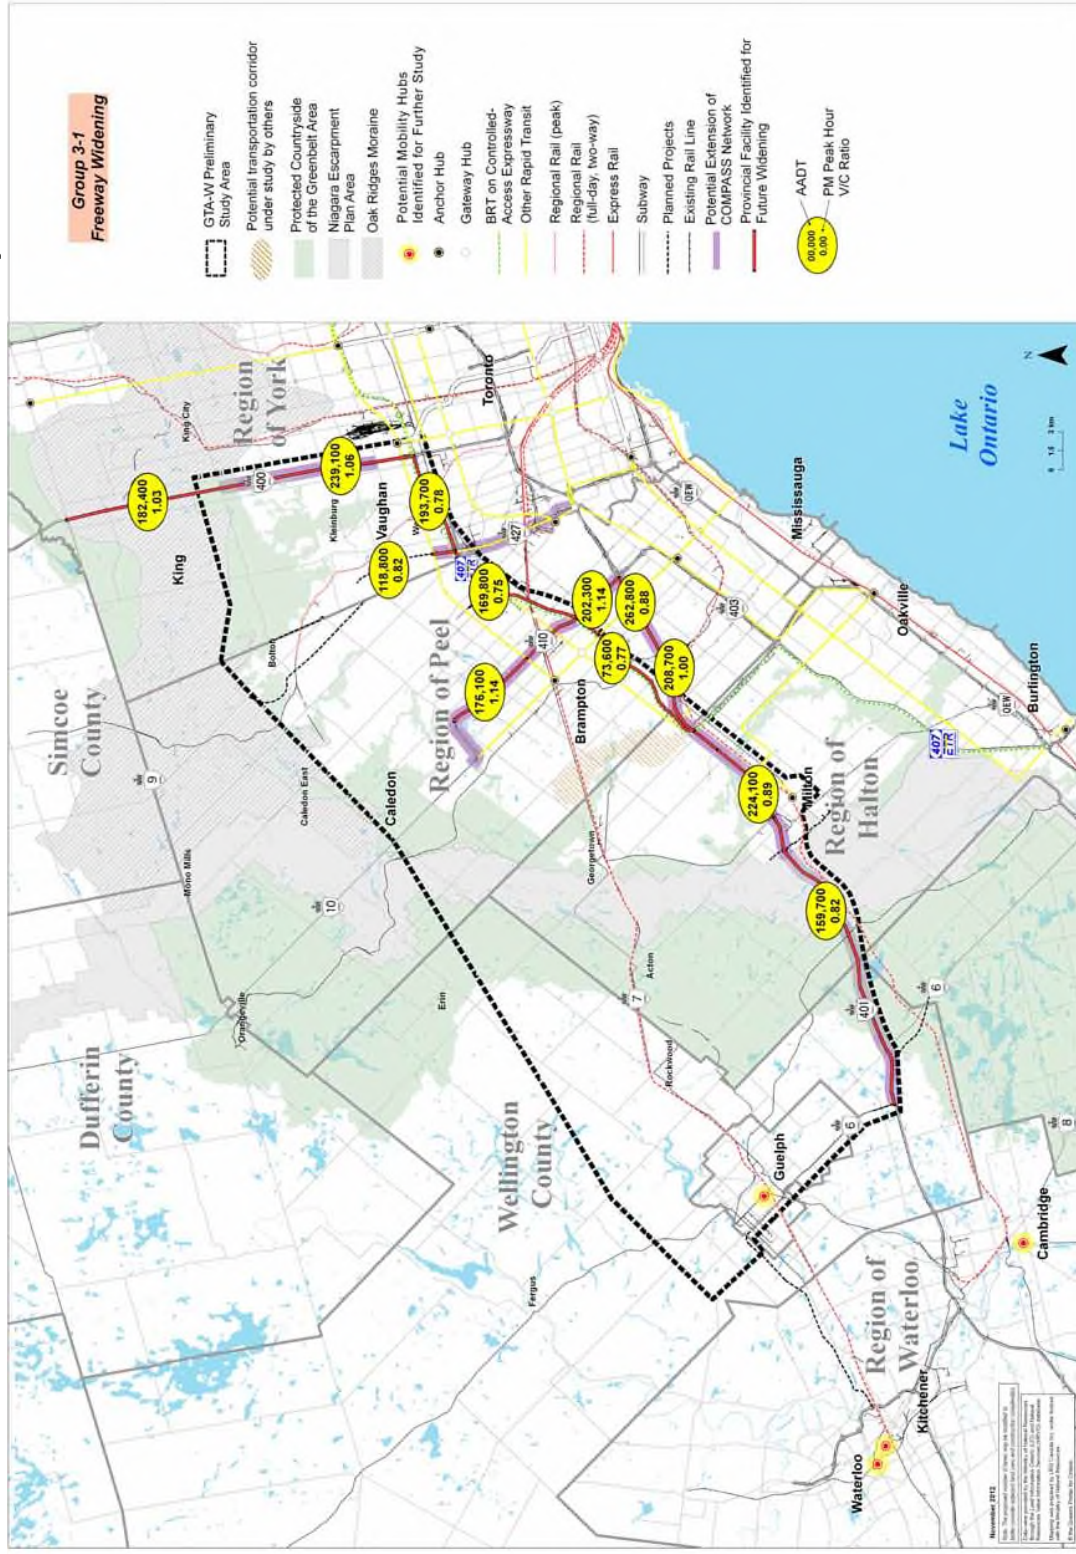 Group 3-1
Freeway Widening
GTA-W Preliminary
Study Area
Potential transportation corridor
under study by others
Protected Countryside
of the Greenbelt Area
Niagara Escarpment
Plan Area
Oak Ridges Moraine
Potential Mobility Hubs
Identified for Further Study
Anchor Hub
Gateway Hub
BRT on Controlled-
Access Expressway
Other Rapid Transit
Regional Rail (peak)
Regional Rail
(full-day, two-way)
Express Rail
Subway
Planned Projects
Existing Rail Line
Potential Extension of
COMPASS Network
Provincial Facility Identified for
Future Widening
00,000
0.00
AADT
PM Peak Hour
V/C Ratio
Simcoe
County
Dufferin
County
Wellington
County
Region of
Waterloo
Region of Peel
Region
of York
Region of
Halton
Lake
Ontario
King City
King
Kleinburg
Vaughan
Toronto
Bolton
Caledon East
Caledon
Mono Mills
Orangeville
Erin
Brampton
Georgetown
Acton
Rockwood
Mississauga
Oakville
Burlington
Milton
Guelph
Fergus
Cambridge
Kitchener
Waterloo
182,400
1.03
239,100
1.06
193,700
0.78
118,800
0.82
169,800
0.75
202,300
1.14
262,800
0.88
73,600
0.77
208,700
1.00
176,100
1.14
224,100
0.89
159,700
0.82
400
427
407
ETR
410
403
QEW
QEW
407
ETR
401
9
10
7
6
6
8
N
0 1.5 3 km
November 2012